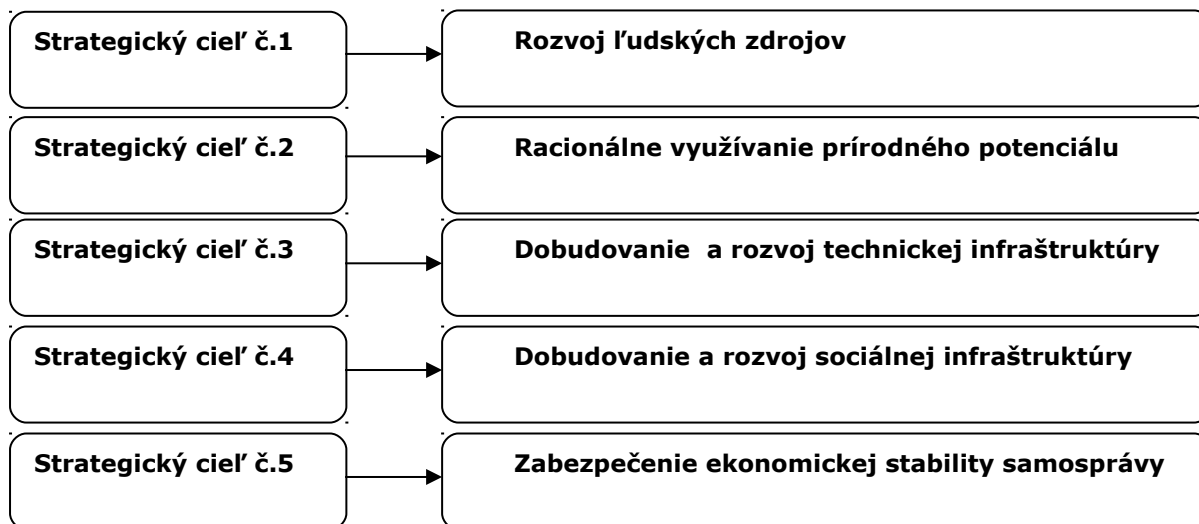 Strategický cieľ č.1 Rozvoj ľudských zdrojov
Strategický cieľ č.2 Racionálne využívanie prírodného potenciálu
Strategický cieľ č.3 Dobudovanie  a rozvoj technickej infraštruktúry
Strategický cieľ č.4 Dobudovanie a rozvoj sociálnej infraštruktúry
Strategický cieľ č.5 Zabezpečenie ekonomickej stability samosprávy